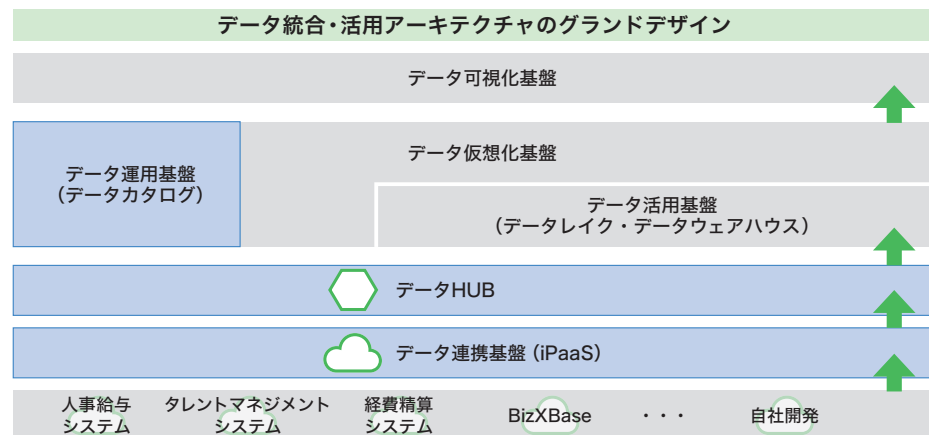 データ統合・活用アーキテクチャのグランドデザイン
データ可視化基盤
データ運用基盤
（データカタログ）
データ仮想化基盤
データ活用基盤
（データレイク・データウェアハウス）
データHUB
データ連携基盤（iPaaS）
人事給与
システム
タレントマネジメント
システム
経費精算
システム
BizXBase
・・・
自社開発